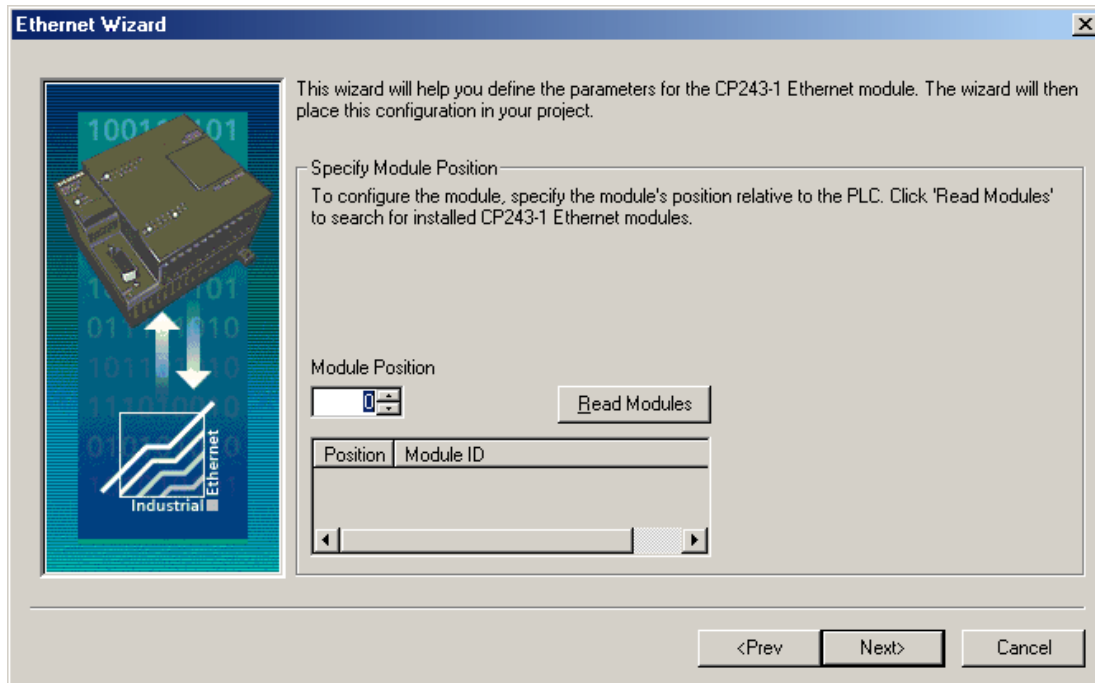 Ethernet Wizard
This wizard will help you define the parameters for the CP243-1 Ethernet module. The wizard will then
place this configuration in your project.
Specify Module Position
To configure the module, specify the module's position relative to the PLC. Click 'Read Modules'
to search for installed CP243-1 Ethernet modules.
Module Position
0
Read Modules
Position Module ID
Industrial
Ethernet
<Prev
Next>
Cancel